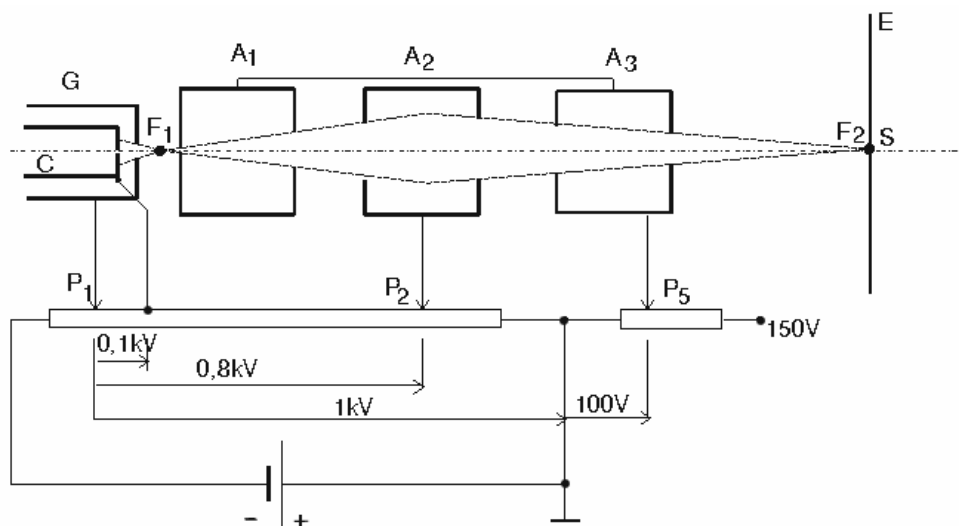 E
A1 A2 A3
G
F1 F2 S
C
P1 P2 P5
150V
0,1kV
0,8kV
1kV 100V
- +